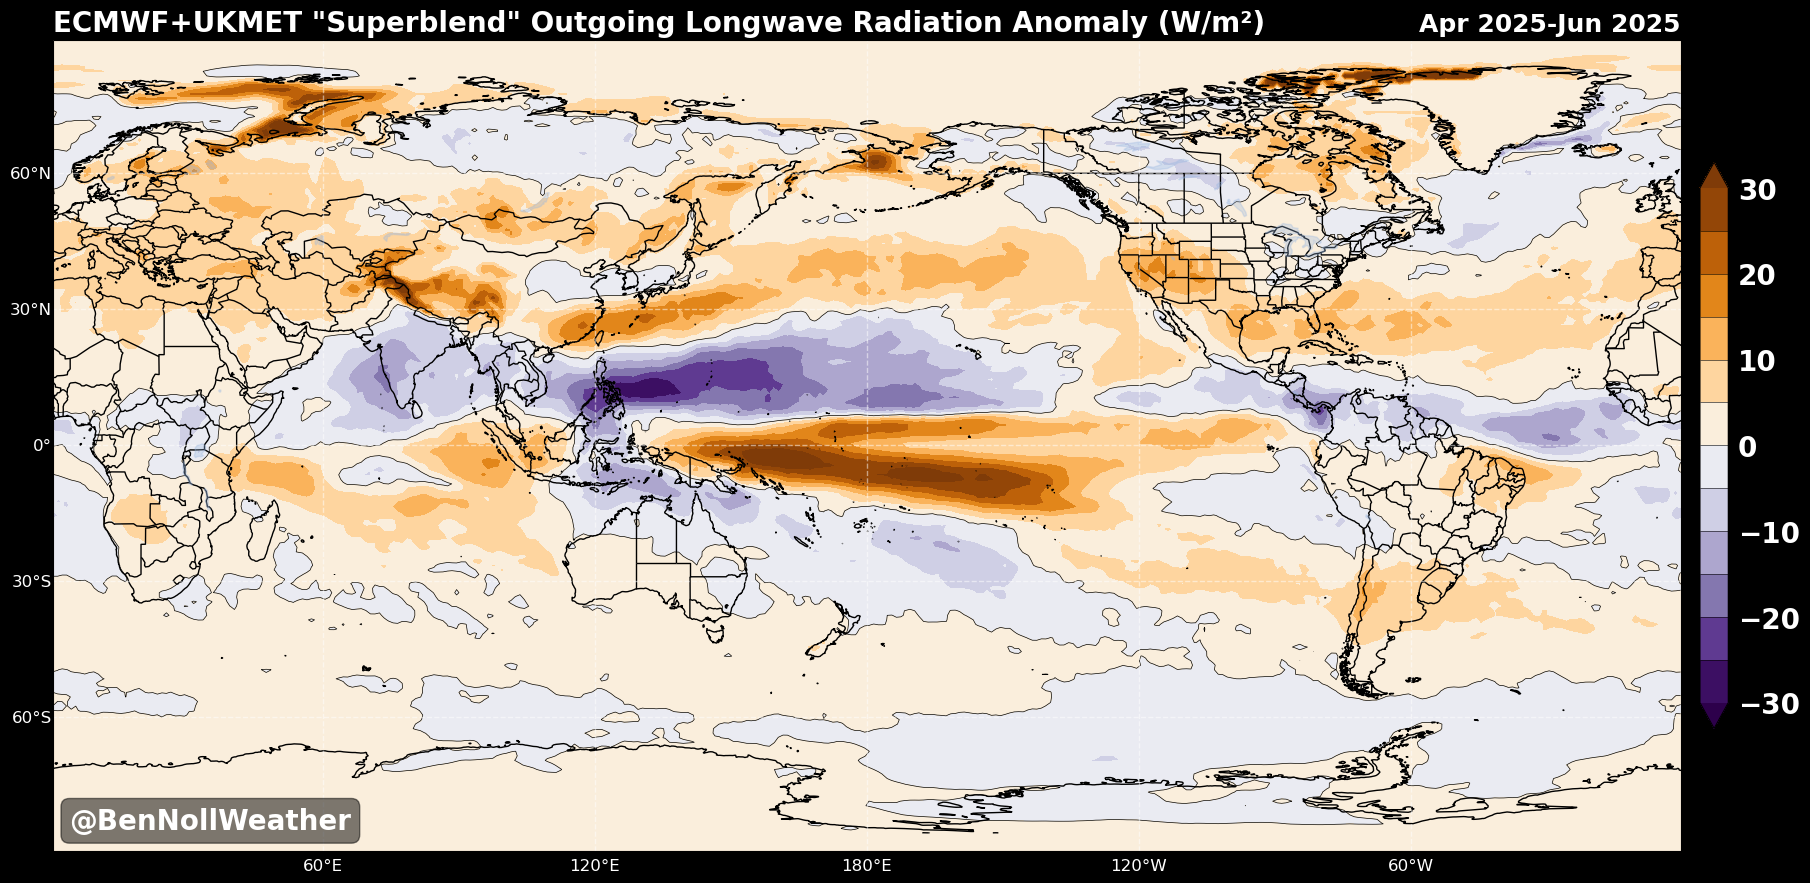 ECMWF+UKMET "Superblend" Outgoing Longwave Radiation Anomaly (W/m²)
Apr 2025-Jun 2025
60°N
30°N
0°
30°S
60°S
60°E
120°E
180°E
120°W
60°W
30
20
10
0
−10
−20
−30
@BenNollWeather